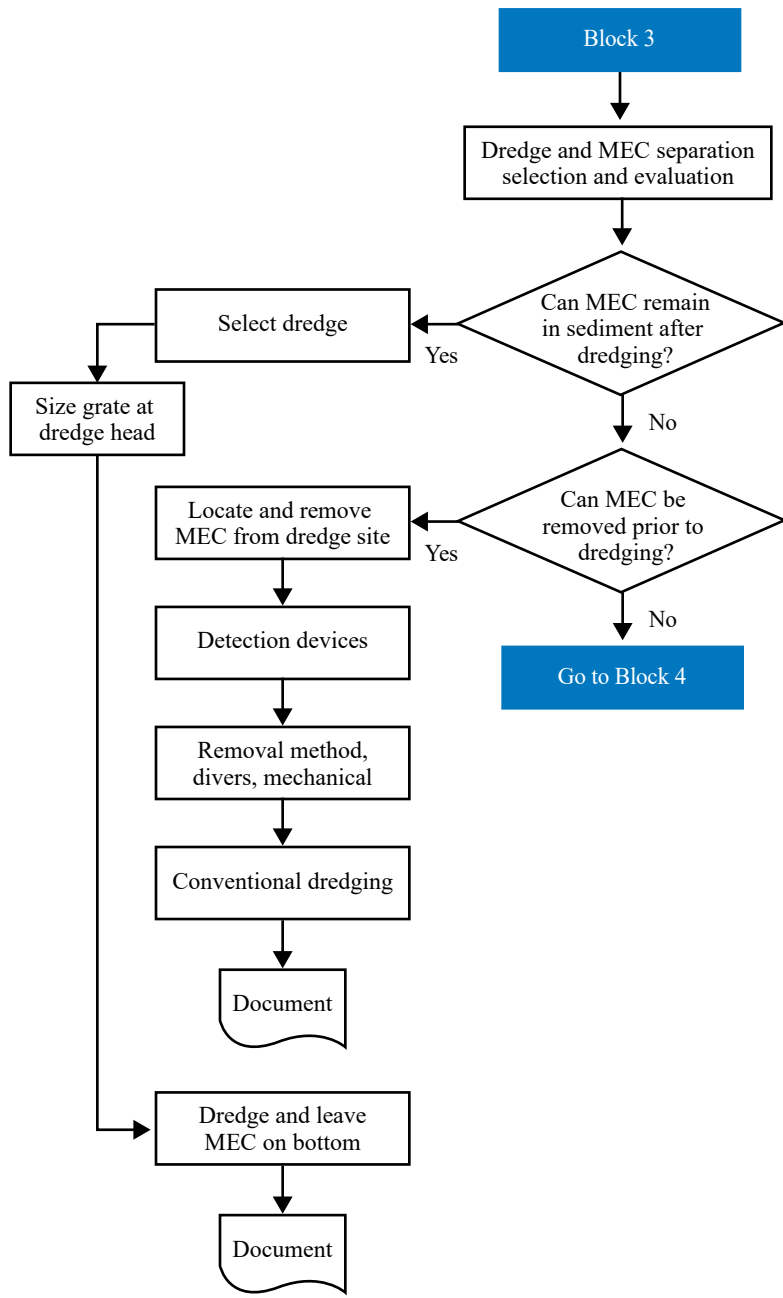 Block 3
Dredge and MEC separation
selection and evaluation
Can MEC remain
in sediment after
dredging?
Yes
Select dredge
Size grate at
dredge head
No
Can MEC be
removed prior to
dredging?
Yes
Locate and remove
MEC from dredge site
No
Go to Block 4
Detection devices
Removal method,
divers, mechanical
Conventional dredging
Document
Dredge and leave
MEC on bottom
Document